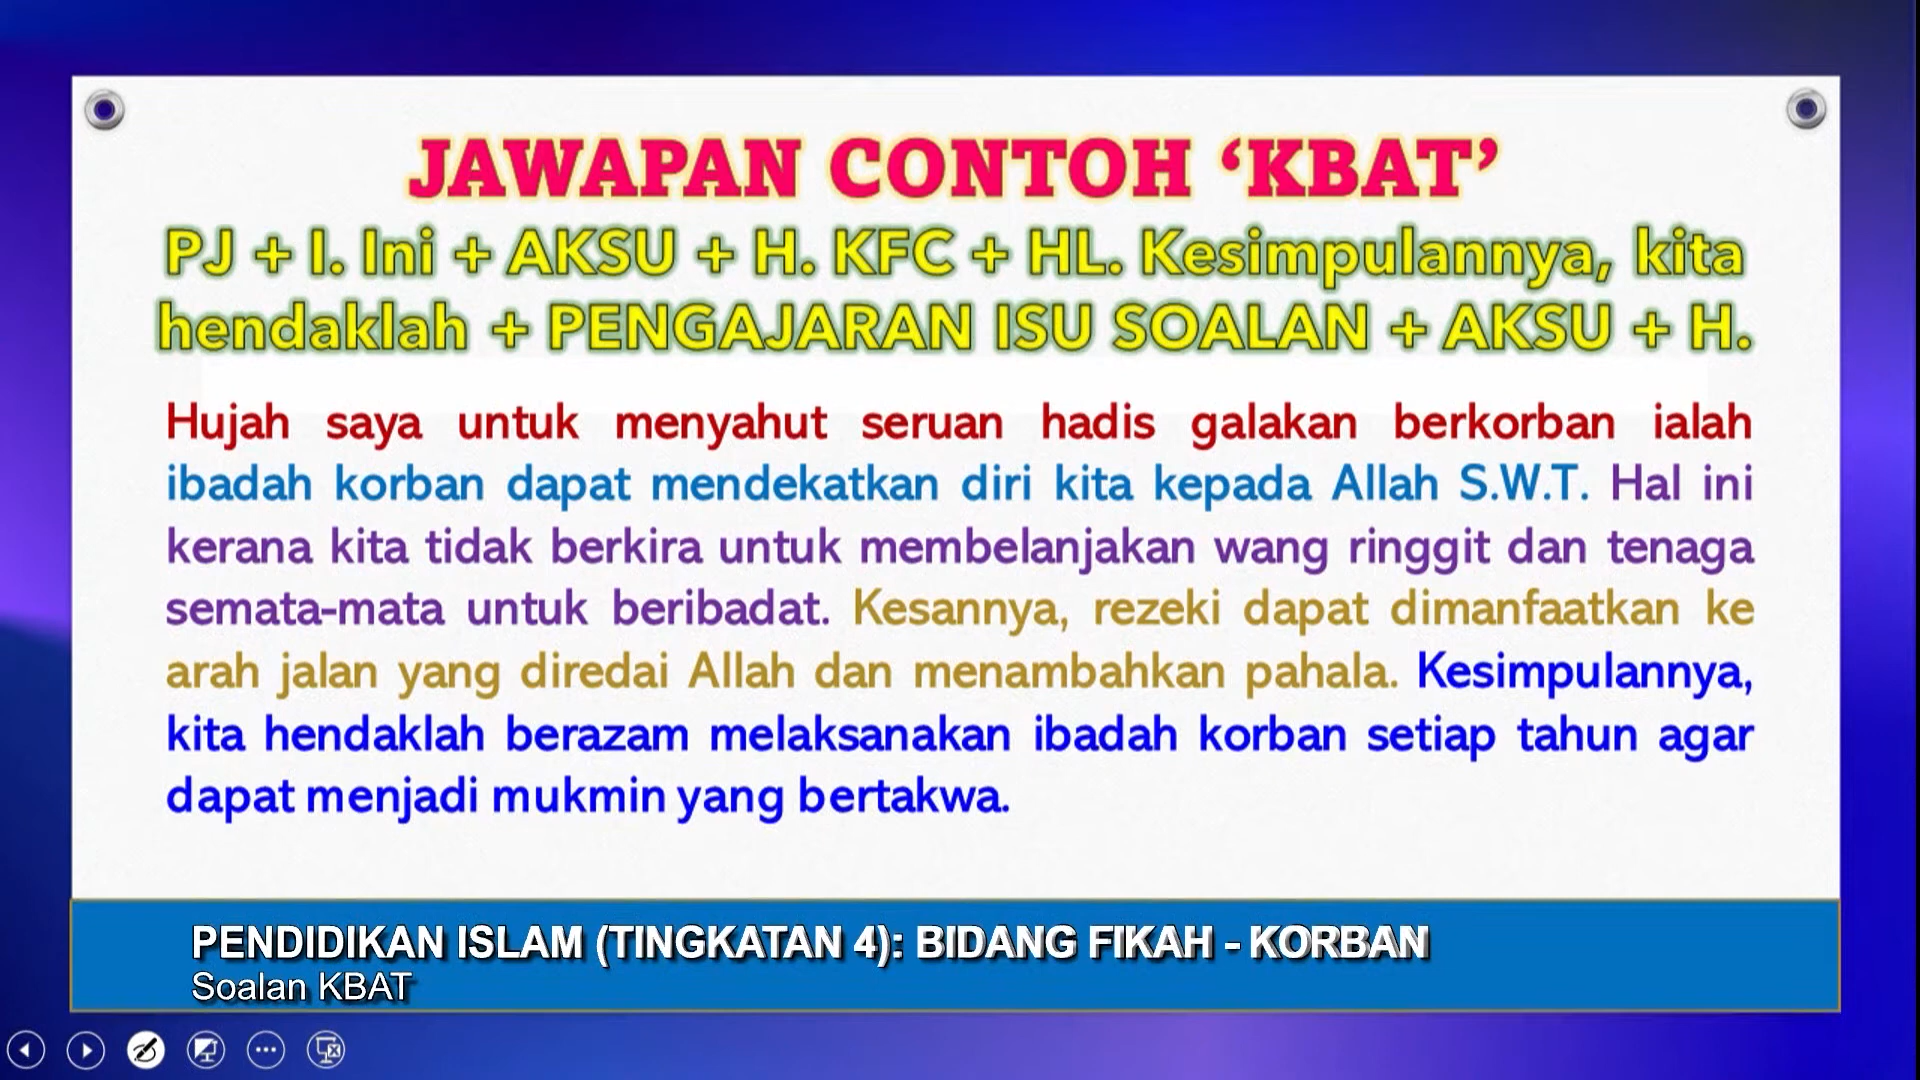 JAWAPAN CONTOH ‘KBAT’
PJ + I. Ini + AKSU + H. KFC + HL. Kesimpulannya, kita
hendaklah + PENGAJARAN ISU SOALAN + AKSU + H.
Hujah saya untuk menyahut seruan hadis galakan berkorban ialah
ibadah korban dapat mendekatkan diri kita kepada Allah S.W.T. Hal ini
kerana kita tidak berkira untuk membelanjakan wang ringgit dan tenaga
semata-mata untuk beribadat. Kesannya, rezeki dapat dimanfaatkan ke
arah jalan yang diredai Allah dan menambahkan pahala. Kesimpulannya,
kita hendaklah berazam melaksanakan ibadah korban setiap tahun agar
dapat menjadi mukmin yang bertakwa.
PENDIDIKAN ISLAM (TINGKATAN 4): BIDANG FIKAH - KORBAN
Soalan KBAT